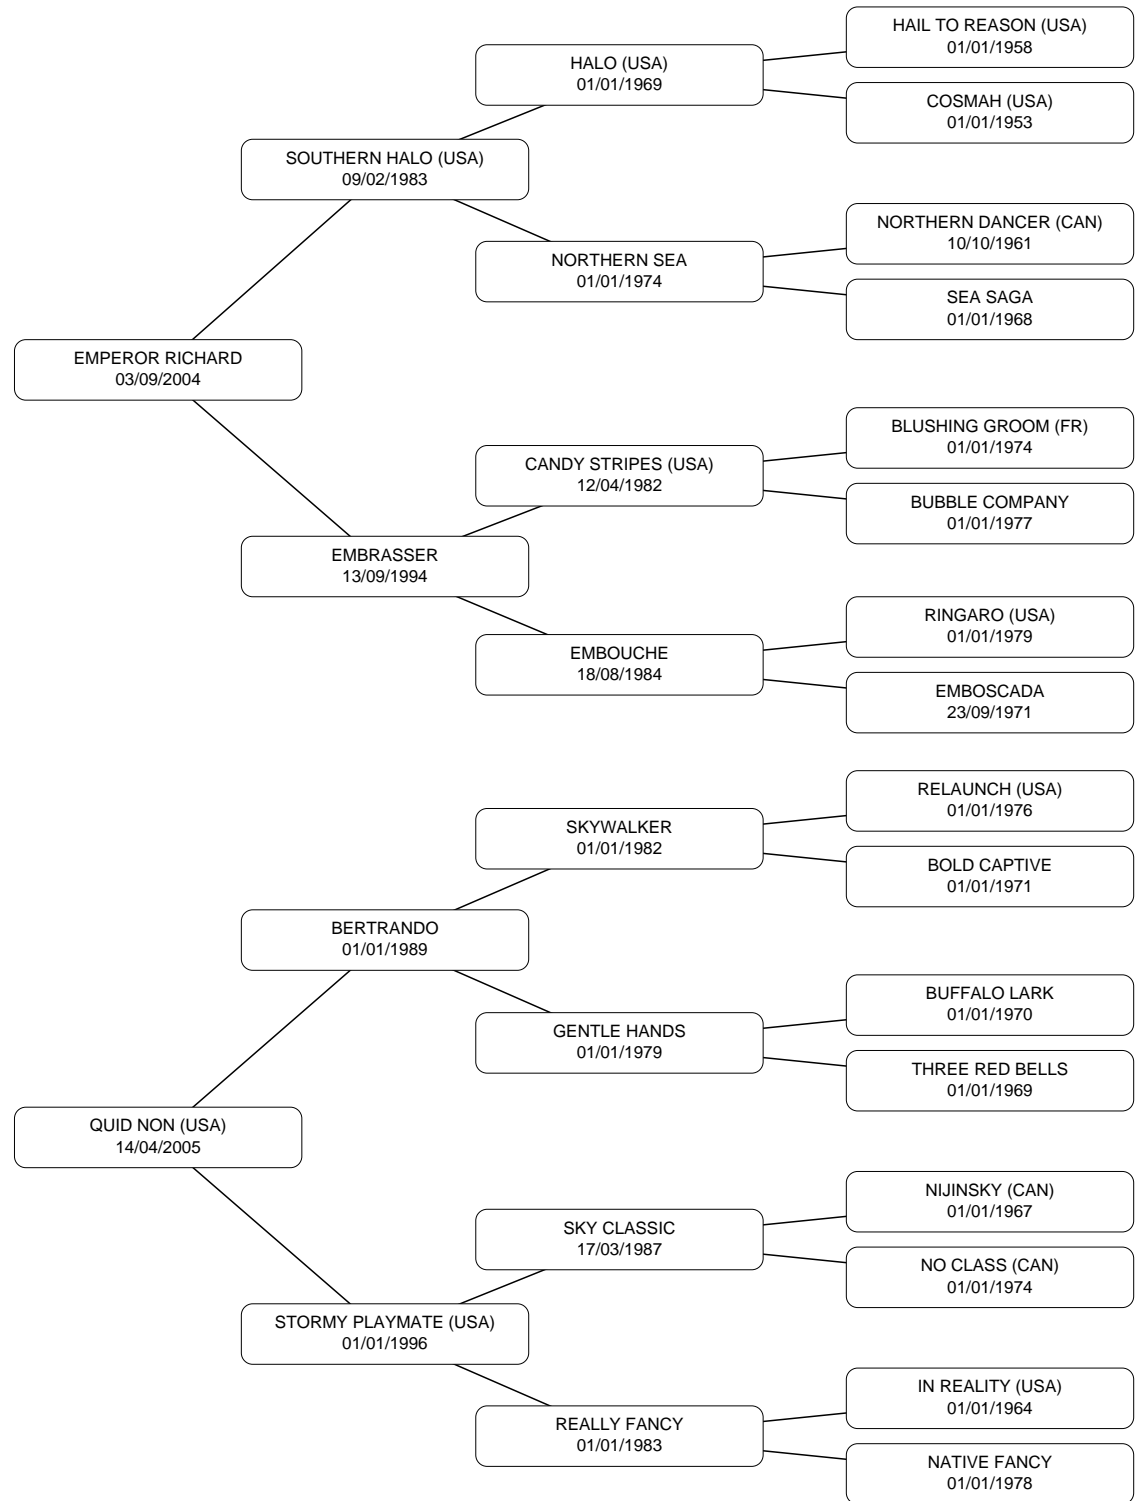 HAIL TO REASON (USA)
01/01/1958
HALO (USA)
01/01/1969
COSMAH (USA)
01/01/1953
SOUTHERN HALO (USA)
09/02/1983
NORTHERN DANCER (CAN)
10/10/1961
NORTHERN SEA
01/01/1974
SEA SAGA
01/01/1968
EMPEROR RICHARD
03/09/2004
BLUSHING GROOM (FR)
01/01/1974
CANDY STRIPES (USA)
12/04/1982
BUBBLE COMPANY
01/01/1977
EMBRASSER
13/09/1994
RINGARO (USA)
01/01/1979
EMBOUCHE
18/08/1984
EMBOSCADA
23/09/1971
RELAUNCH (USA)
01/01/1976
SKYWALKER
01/01/1982
BOLD CAPTIVE
01/01/1971
BERTRANDO
01/01/1989
BUFFALO LARK
01/01/1970
GENTLE HANDS
01/01/1979
THREE RED BELLS
01/01/1969
QUID NON (USA)
14/04/2005
NIJINSKY (CAN)
01/01/1967
SKY CLASSIC
17/03/1987
NO CLASS (CAN)
01/01/1974
STORMY PLAYMATE (USA)
01/01/1996
IN REALITY (USA)
01/01/1964
REALLY FANCY
01/01/1983
NATIVE FANCY
01/01/1978